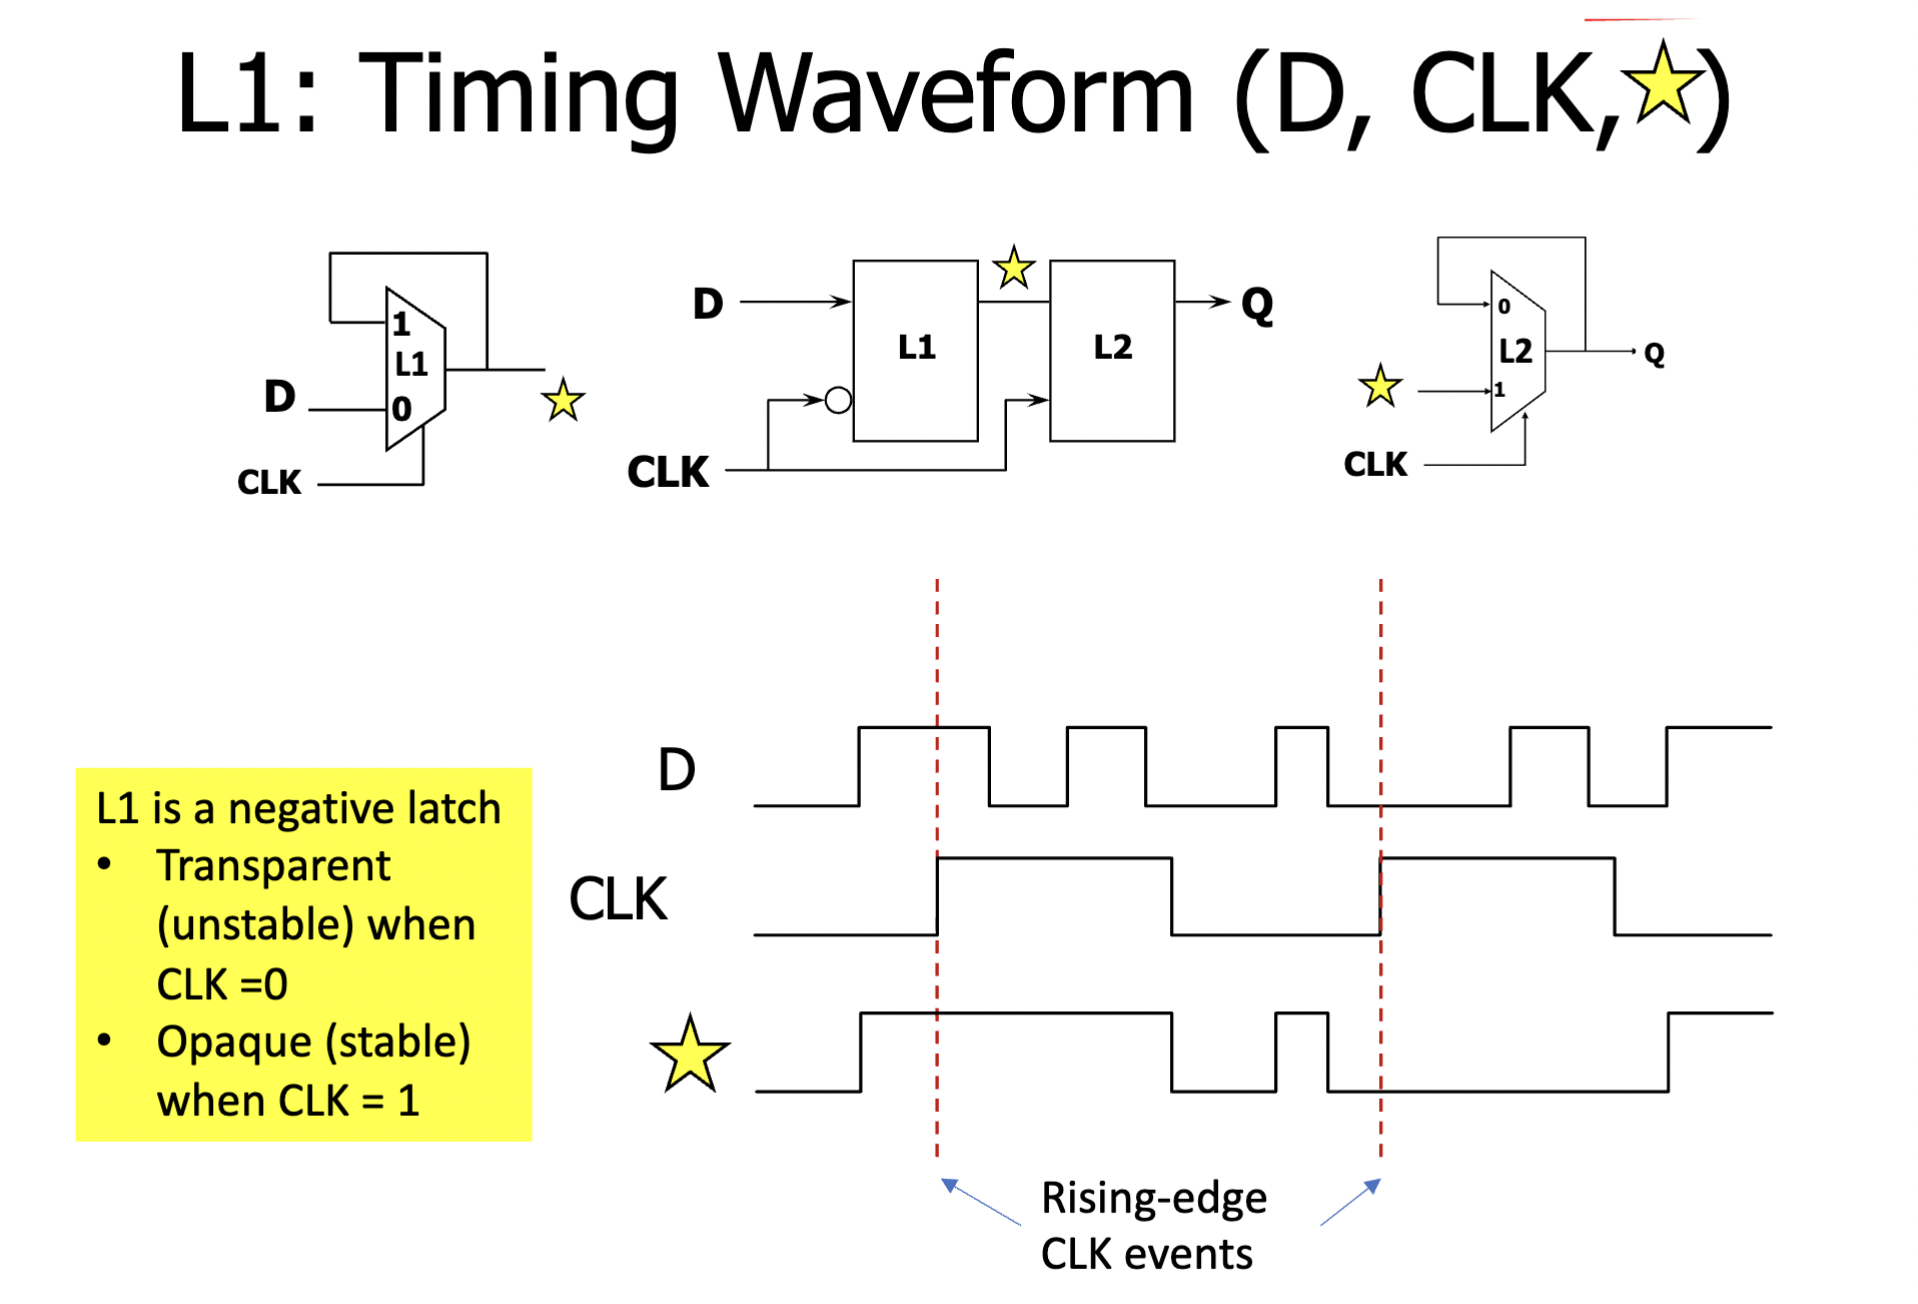 L1: Timing Waveform (D, CLK, )
1
L1
D
0
CLK
D
L1
L2
Q
CLK
0
L2
Q
1
CLK
D
CLK
L1 is a negative latch
• Transparent
(unstable) when
CLK =0
• Opaque (stable)
when CLK = 1
Rising-edge
CLK events